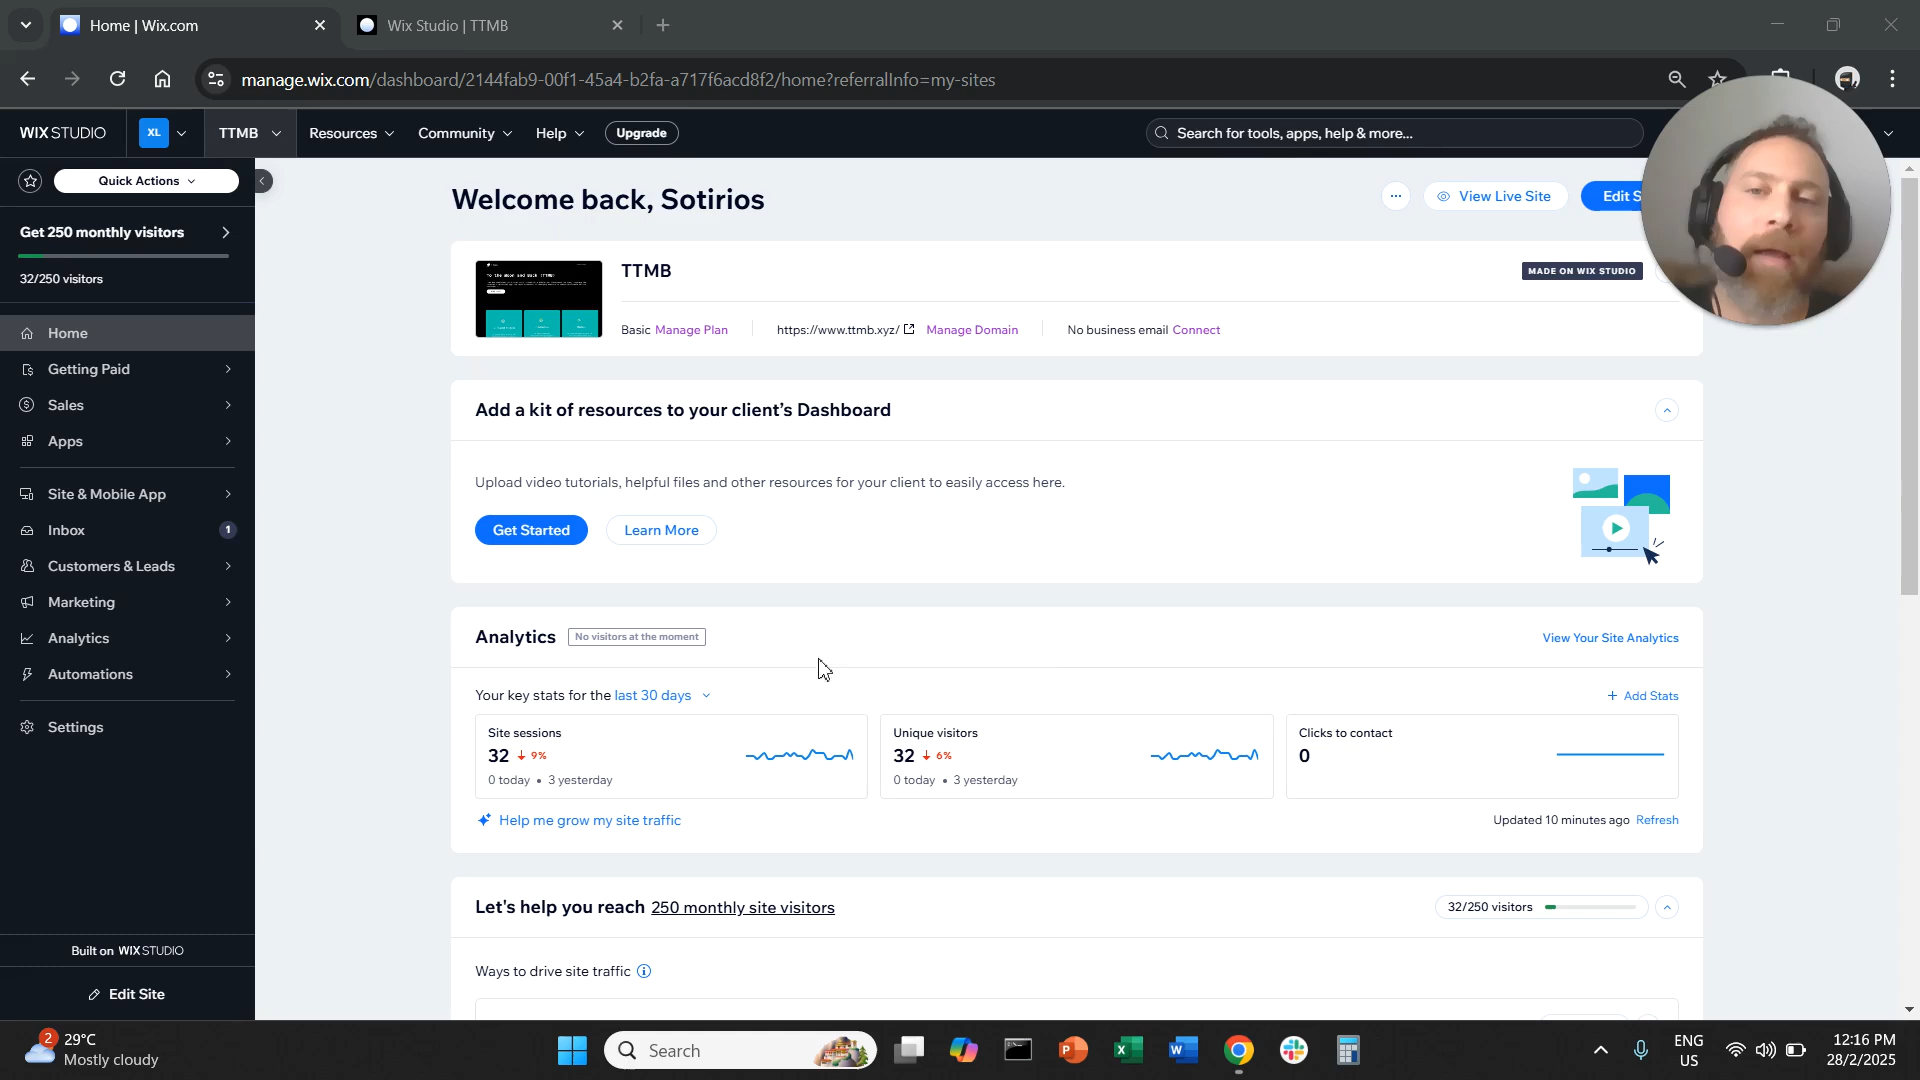 Home | Wix.com
Wix Studio | TTMB
manage.wix.com/dashboard/2144fab9-00f1-45a4-b2fa-a717f6acd8f2/home?referralInfo=my-sites
WIX STUDIO
XL
TTMB
Resources
Community
Help
Upgrade
Search for tools, apps, help & more...
Quick Actions
Get 250 monthly visitors
32/250 visitors
Home
Getting Paid
Sales
Apps
Site & Mobile App
Inbox
1
Customers & Leads
Marketing
Analytics
Automations
Settings
Built on WIX STUDIO
Edit Site
Welcome back, Sotirios
View Live Site
Edit S
TTMB
MADE ON WIX STUDIO
To the Moon and Back (TTMB)
Basic Manage Plan
https://www.ttmb.xyz/ Manage Domain
No business email Connect
Add a kit of resources to your client's Dashboard
Upload video tutorials, helpful files and other resources for your client to easily access here.
Get Started
Learn More
Analytics
No visitors at the moment
View Your Site Analytics
Your key stats for the last 30 days
+ Add Stats
Site sessions
32 ↓ 9%
0 today • 3 yesterday
Unique visitors
32 ↓ 6%
0 today • 3 yesterday
Clicks to contact
0
Help me grow my site traffic
Updated 10 minutes ago Refresh
Let's help you reach 250 monthly site visitors
32/250 visitors
Ways to drive site traffic
2
29°C
Mostly cloudy
Search
ENG
US
12:16 PM
28/2/2025